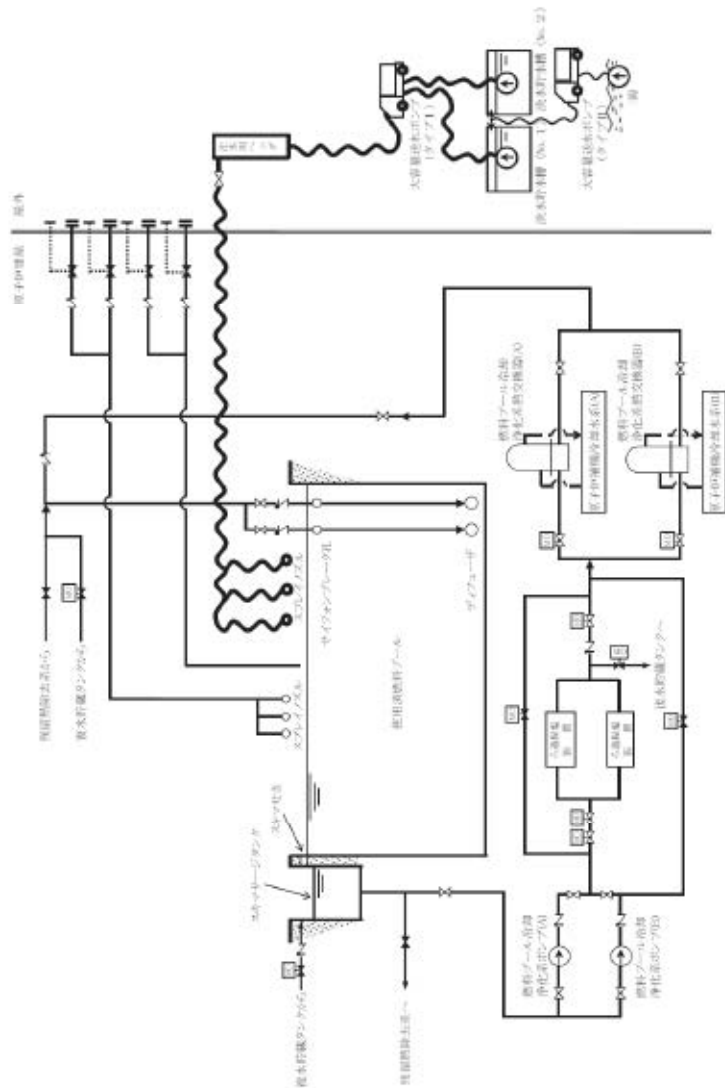 原子炉建屋
屋外
大容量送水ポンプ
(タイプⅠ)
淡水貯水槽 (No. 1)
淡水貯水槽 (No. 2)
大容量送水ポンプ
(タイプⅡ)
海
残留熱除去系から
復水貯蔵タンクから
スプレイノズル
スプレイノズル
サイフォンブレーク孔
ディフューザ
使用済燃料プール
スキマせき
スキマサージタンク
復水貯蔵タンクから
残留熱除去系へ
燃料プール冷却
浄化系ポンプ(A)
燃料プール冷却
浄化系ポンプ(B)
ろ過脱塩
装置
ろ過脱塩
装置
復水貯蔵タンクへ
燃料プール冷却
浄化系熱交換器(A)
原子炉補機冷却水系(A)
燃料プール冷却
浄化系熱交換器(B)
原子炉補機冷却水系(B)